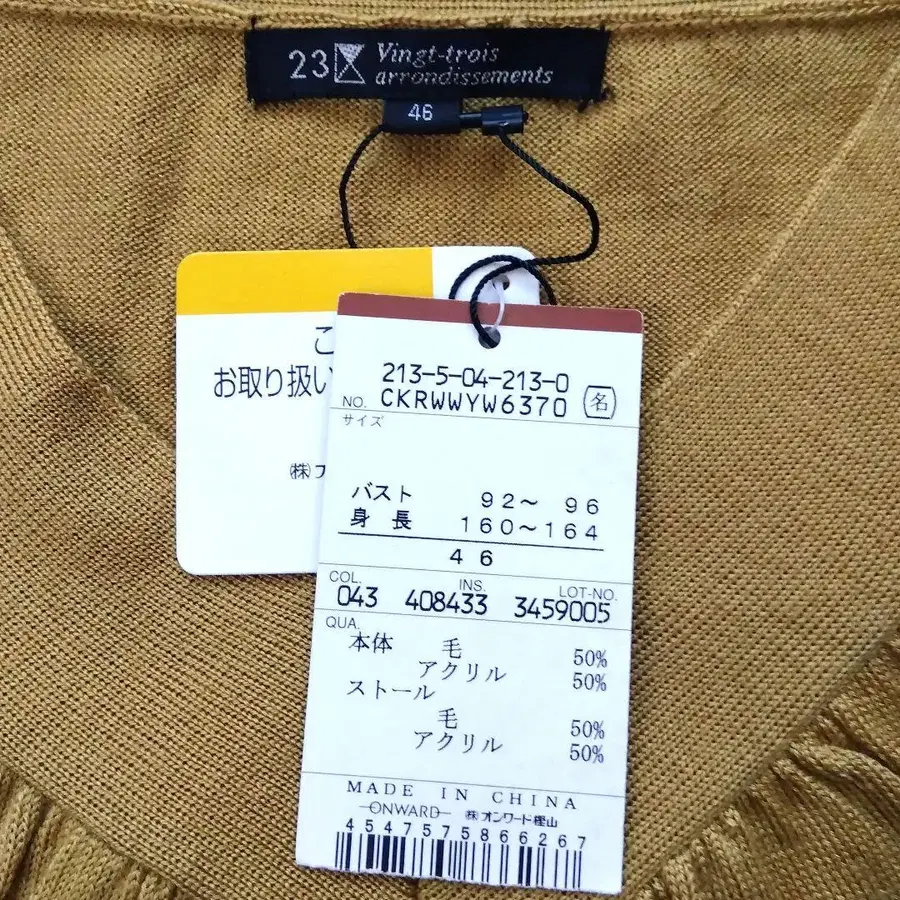 23区 Vingt-trois
arrondissements
46
お取り扱い
㈱
213-5-04-213-0
NO. CKRWWYW6370 名
サイズ
バスト 92～ 96
身長 160～164
46
COL. INS. LOT-NO.
043 408433 3459005
QUA.
本体 毛 50%
アクリル 50%
ストール
毛 50%
アクリル 50%
MADE IN CHINA
ONWARD ㈱オンワード樫山
4547575866267